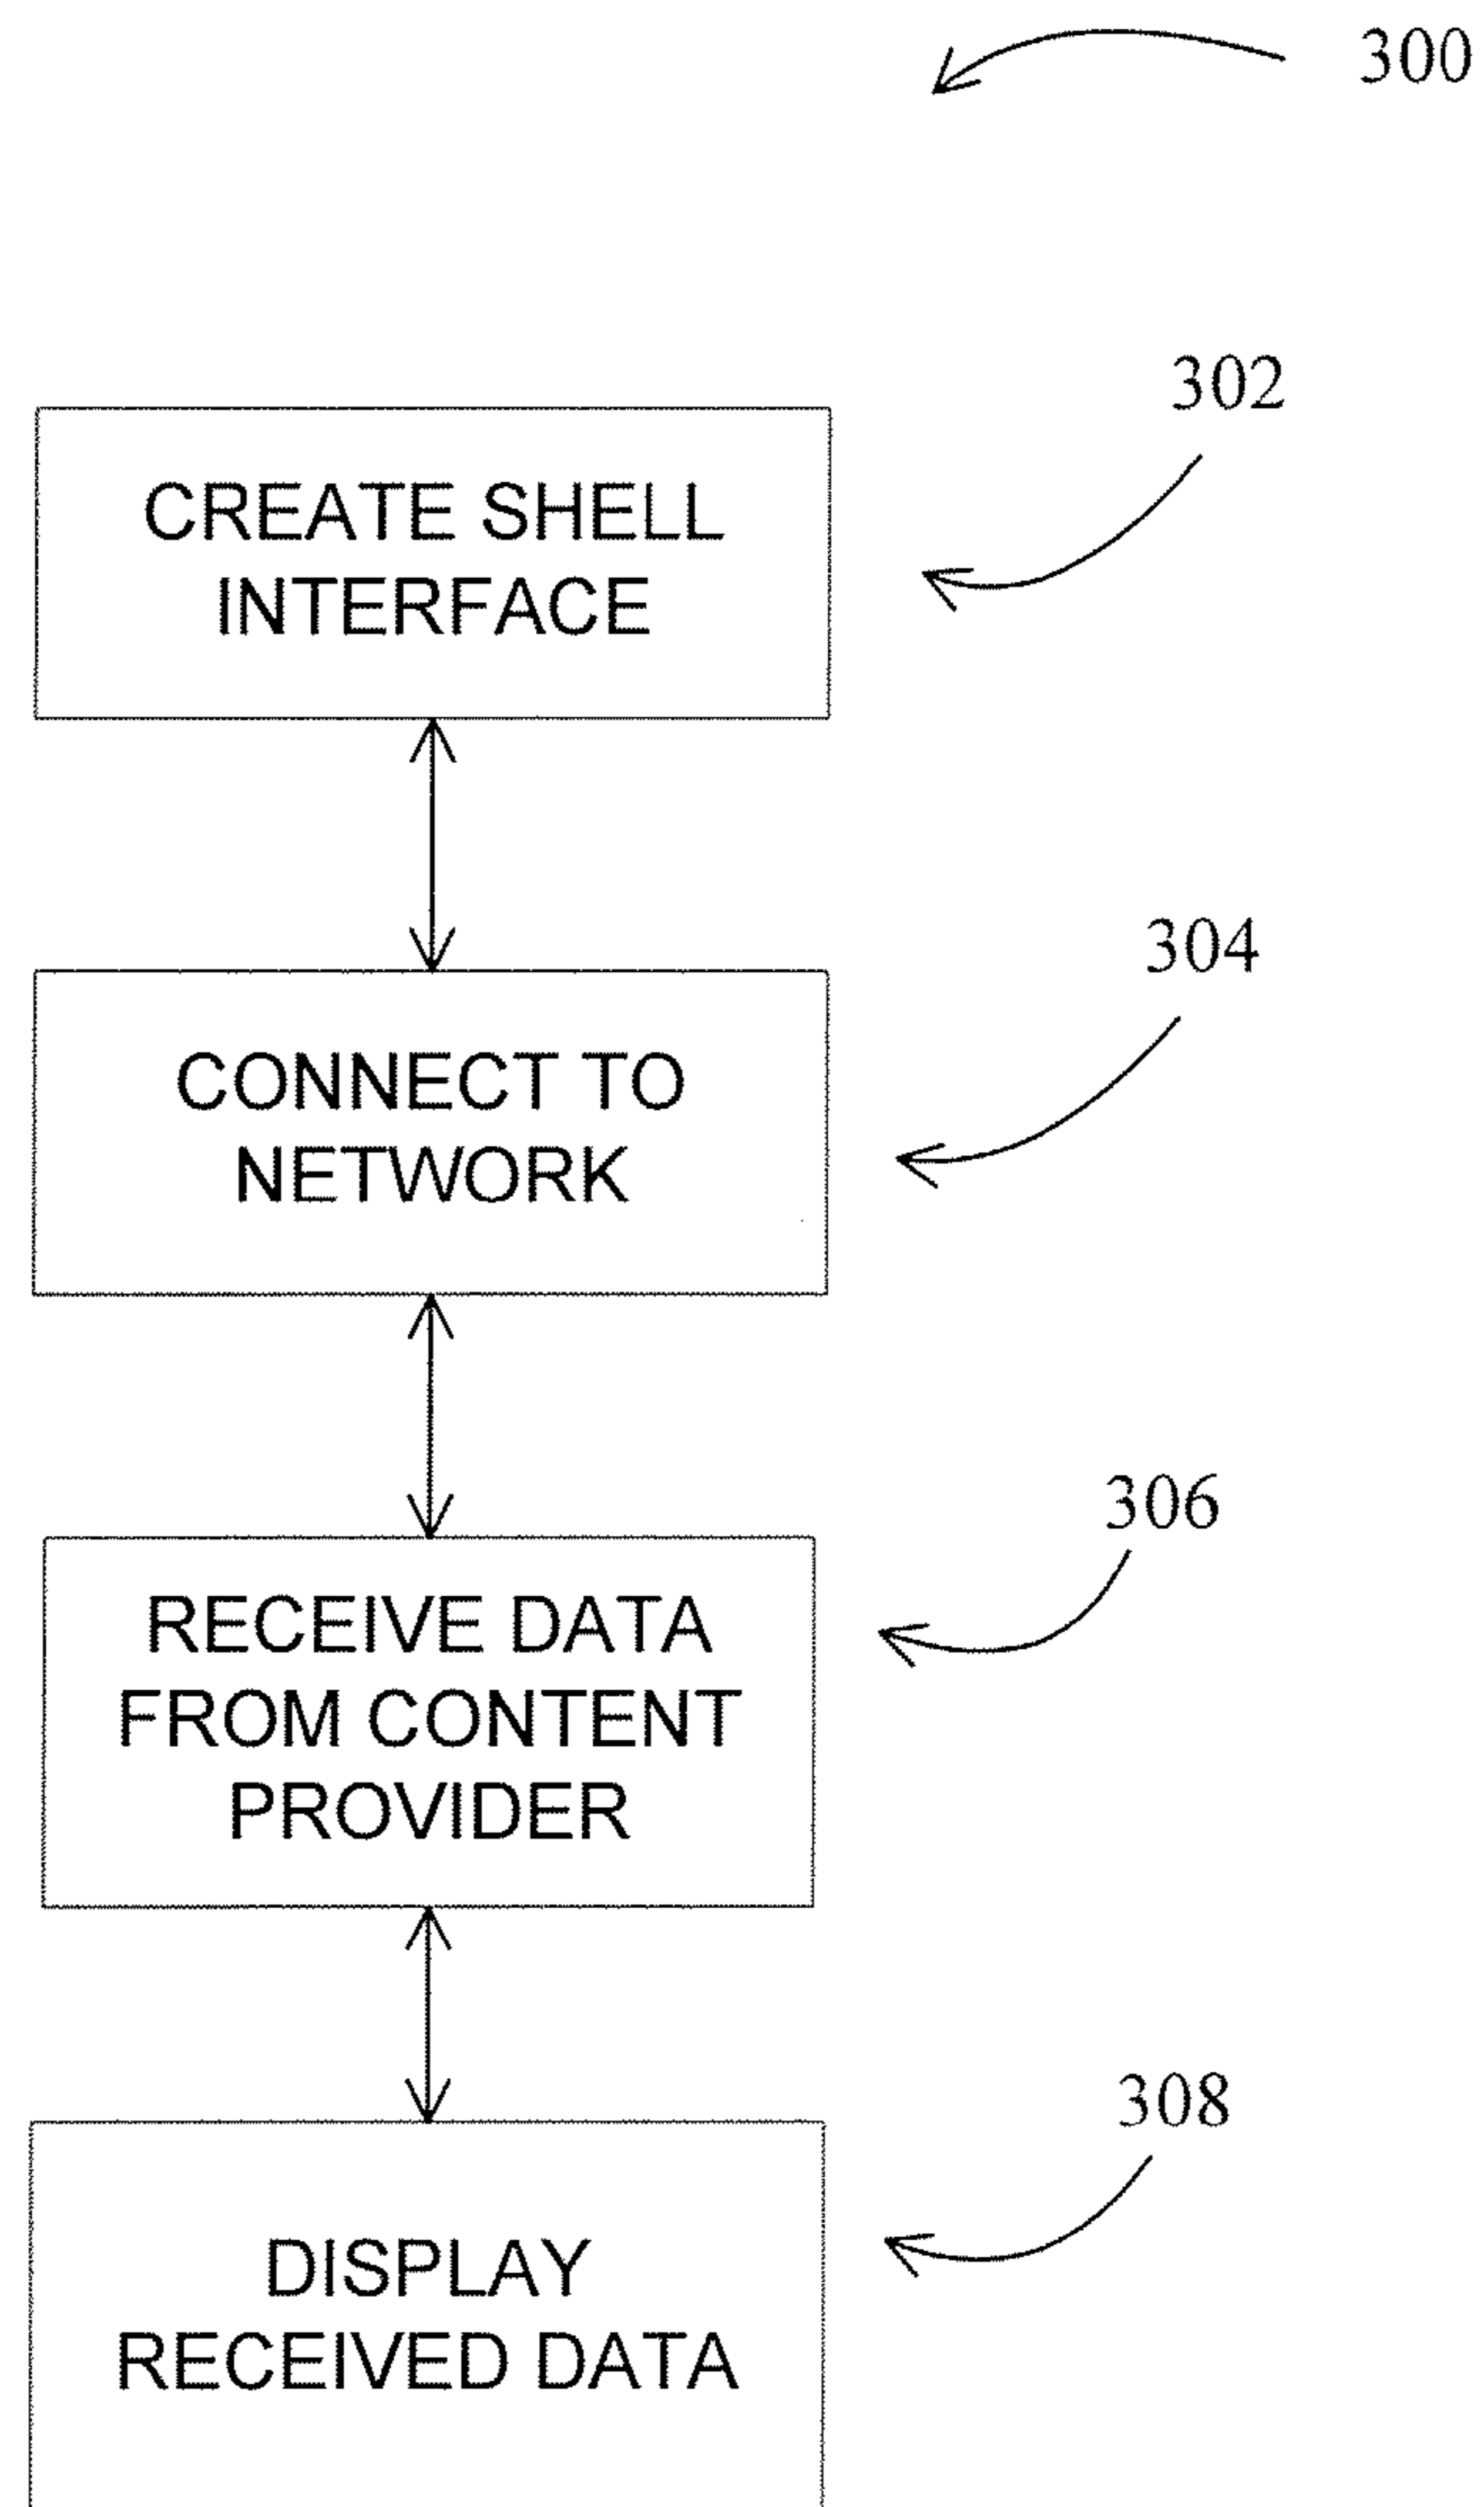 300
302
CREATE SHELL
INTERFACE
304
CONNECT TO
NETWORK
306
RECEIVE DATA
FROM CONTENT
PROVIDER
308
DISPLAY
RECEIVED DATA